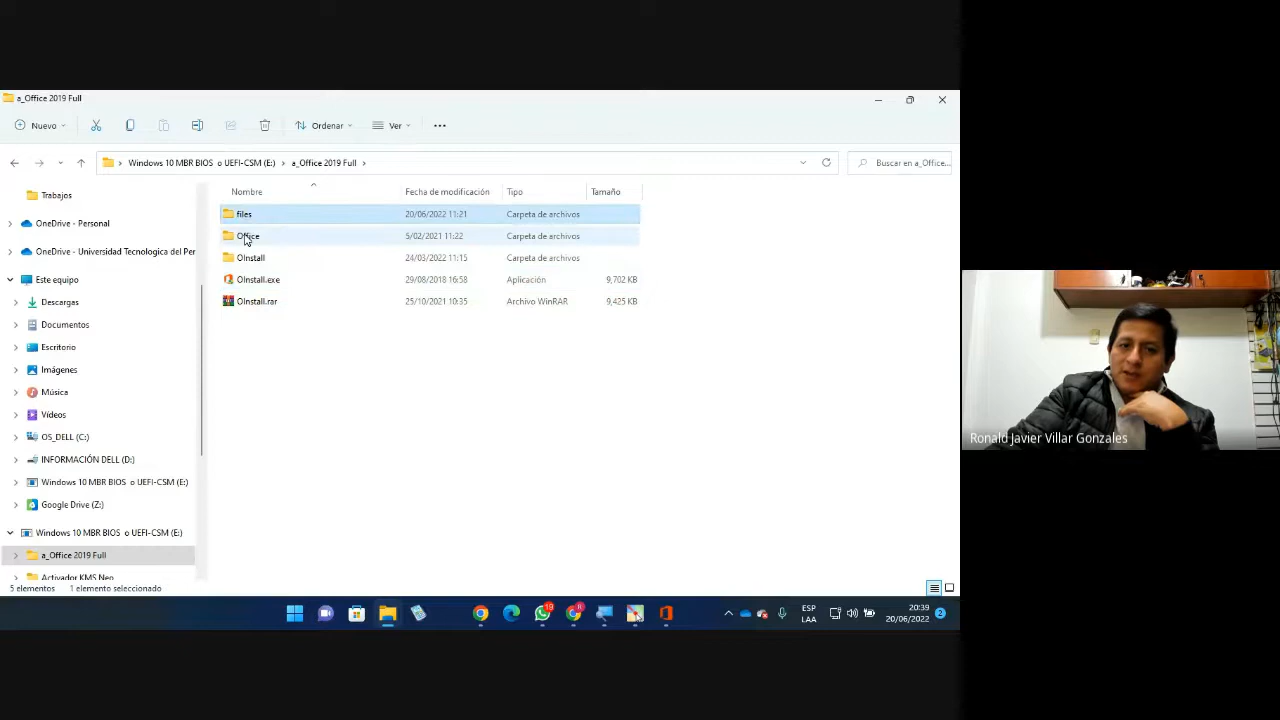 a_Office 2019 Full
Nuevo
Ordenar
Ver
Windows 10 MBR BIOS o UEFI-CSM (E:) > a_Office 2019 Full >
Buscar en a_Office...
Nombre Fecha de modificación Tipo Tamaño
files 20/06/2022 11:21 Carpeta de archivos
Office 5/02/2021 11:22 Carpeta de archivos
OInstall 24/03/2022 11:15 Carpeta de archivos
OInstall.exe 29/08/2018 16:58 Aplicación 9,702 KB
OInstall.rar 25/10/2021 10:35 Archivo WinRAR 9,425 KB
Trabajos
OneDrive - Personal
OneDrive - Universidad Tecnologica del Per
Este equipo
Descargas
Documentos
Escritorio
Imágenes
Música
Vídeos
OS_DELL (C:)
INFORMACIÓN DELL (D:)
Windows 10 MBR BIOS o UEFI-CSM (E:)
Google Drive (Z:)
Windows 10 MBR BIOS o UEFI-CSM (E:)
a_Office 2019 Full
Activador KMS Neo
5 elementos 1 elemento seleccionado
ESP
LAA
20:39
20/06/2022
2
Ronald Javier Villar Gonzales